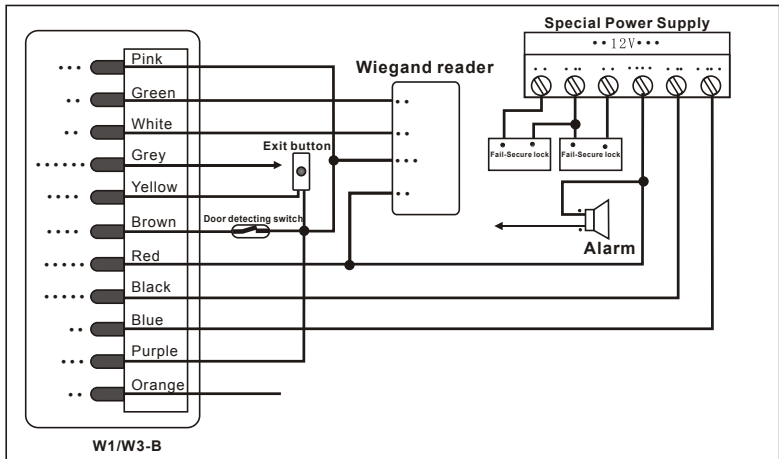 Special Power Supply
12V
Wiegand reader
Pink
Green
White
Exit button
Grey
Yellow
Door detecting switch
Brown
Red
Black
Blue
Purple
Orange
Fail-Secure lock
Fail-Secure lock
Alarm
W1/W3-B